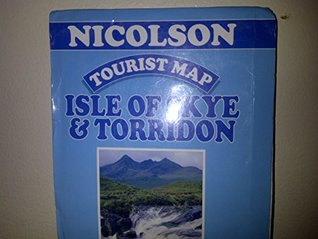 NICOLSON
TOURIST MAP
ISLE OF SKYE
& TORRIDON